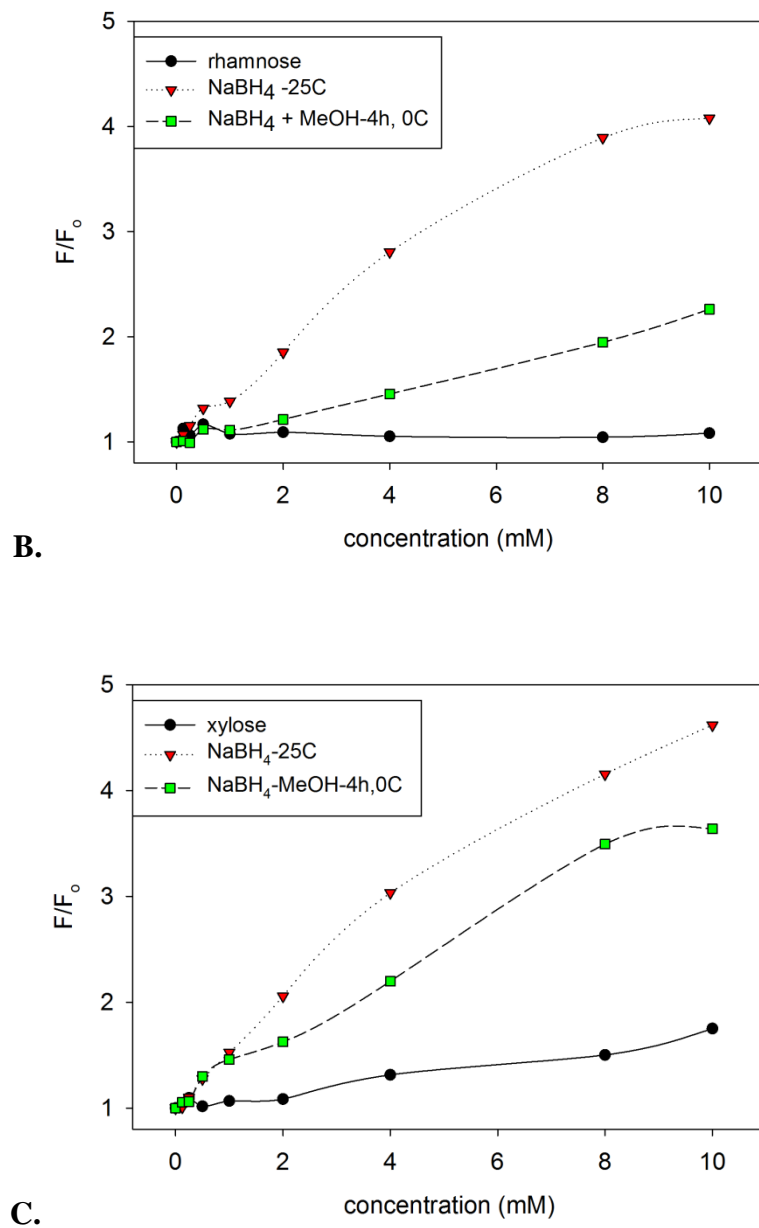 5
rhamnose
NaBH4 -25C
NaBH4 + MeOH-4h, 0C
4
3
F/Fo
2
1
0 2 4 6 8 10
concentration (mM)
B.
5
xylose
NaBH4-25C
NaBH4-MeOH-4h,0C
4
3
F/Fo
2
1
0 2 4 6 8 10
concentration (mM)
C.